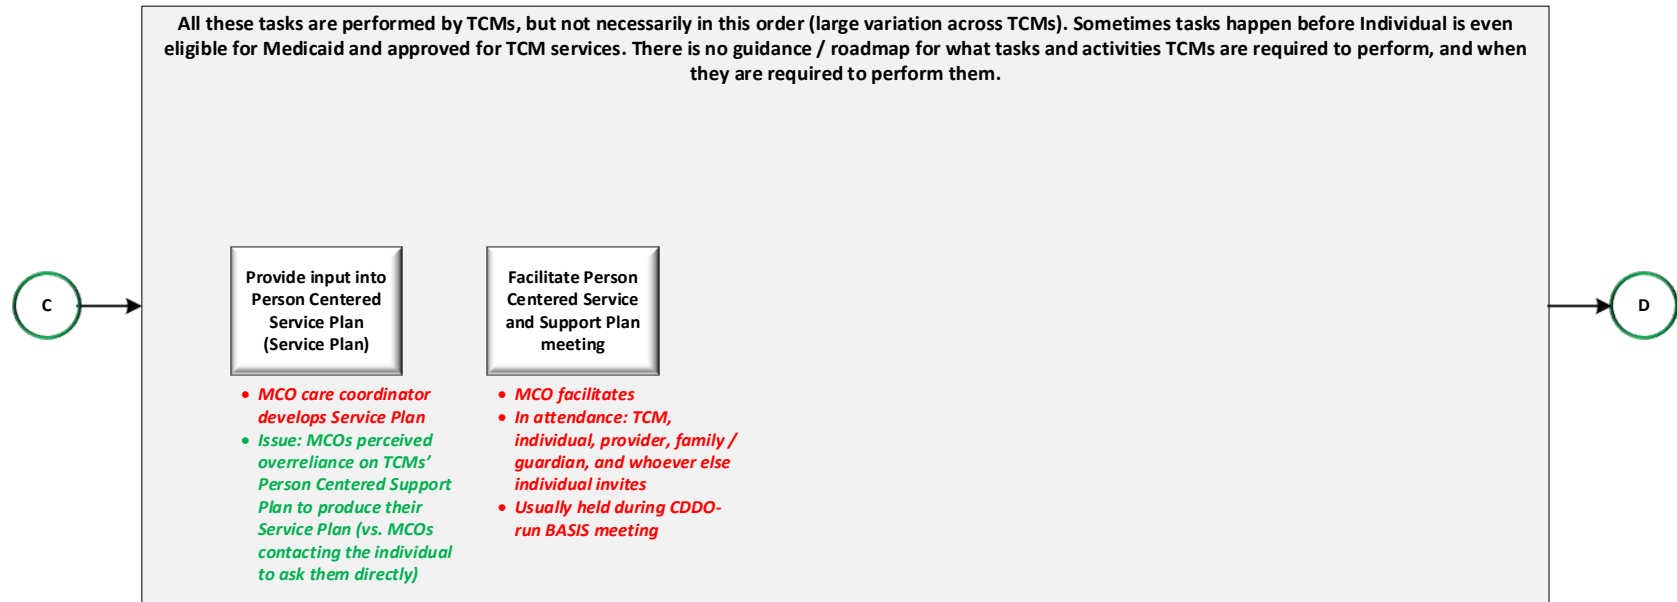 All these tasks are performed by TCMs, but not necessarily in this order (large variation across TCMs). Sometimes tasks happen before Individual is even
eligible for Medicaid and approved for TCM services. There is no guidance / roadmap for what tasks and activities TCMs are required to perform, and when
they are required to perform them.
C
Provide input into
Person Centered
Service Plan
(Service Plan)
• MCO care coordinator
develops Service Plan
• Issue: MCOs perceived
overreliance on TCMs’
Person Centered Support
Plan to produce their
Service Plan (vs. MCOs
contacting the individual
to ask them directly)
Facilitate Person
Centered Service
and Support Plan
meeting
• MCO facilitates
• In attendance: TCM,
individual, provider, family /
guardian, and whoever else
individual invites
• Usually held during CDDO-
run BASIS meeting
D